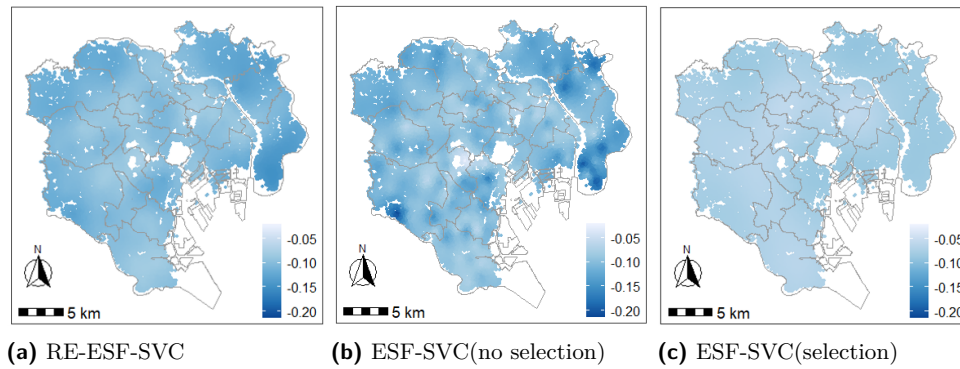 N
-0.05
-0.10
-0.15
-0.20
5 km
N
-0.05
-0.10
-0.15
-0.20
5 km
N
-0.05
-0.10
-0.15
-0.20
5 km
(a) RE-ESF-SVC
(b) ESF-SVC(no selection)
(c) ESF-SVC(selection)